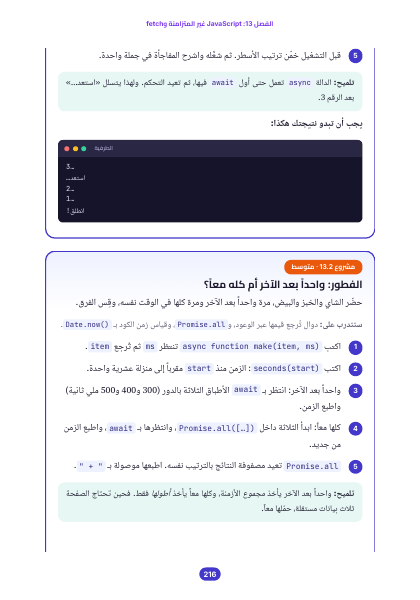 الفصل 13: JavaScript غير المتزامنة وfetch
5 قبل التشغيل خمّن ترتيب الأسطر. ثم شغّله واشرح المفاجأة في جملة واحدة.
تلميح: الدالة async تعمل حتى أول await فيها، ثم تعيد التحكم. ولهذا يتسلل «استعد...»
بعد الرقم 3.
يجب أن تبدو نتيجتك هكذا:
الطرفية
3…
استعد…
2…
1…
انطلق!
مشروع 13.2 · متوسط
الفطور: واحداً بعد الآخر أم كله معاً؟
حضّر الشاي والخبز والبيض، مرة واحداً بعد الآخر ومرة كلها في الوقت نفسه، وقِس الفرق.
ستتدرب على: دوال تُرجع قيمها عبر الوعود، وPromise.all، وقياس زمن الكود بـ Date.now().
1 اكتب async function make(item, ms) تنتظر ms ثم تُرجع item.
2 اكتب seconds(start): الزمن منذ start مقرباً إلى منزلة عشرية واحدة.
3 واحداً بعد الآخر: انتظر بـ await الأطباق الثلاثة بالدور (300 و400 و500 ملي ثانية)
واطبع الزمن.
4 كلها معاً: ابدأ الثلاثة داخل Promise.all([…])، وانتظرها بـ await، واطبع الزمن
من جديد.
5 Promise.all تعيد مصفوفة النتائج بالترتيب نفسه. اطبعها موصولة بـ " + ".
تلميح: واحداً بعد الآخر يأخذ مجموع الأزمنة، وكلها معاً يأخذ أطولها فقط. فحين تحتاج الصفحة
ثلاث بيانات مستقلة، حمّلها معاً.
216